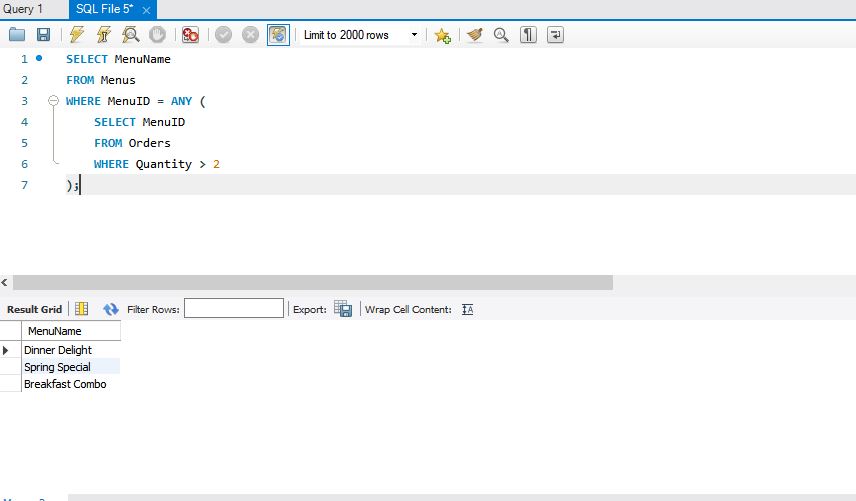 Query 1
SQL File 5*
Limit to 2000 rows
1 SELECT MenuName
2 FROM Menus
3 WHERE MenuID = ANY (
4 SELECT MenuID
5 FROM Orders
6 WHERE Quantity > 2
7 );
Result Grid Filter Rows: Export: Wrap Cell Content:
MenuName
Dinner Delight
Spring Special
Breakfast Combo